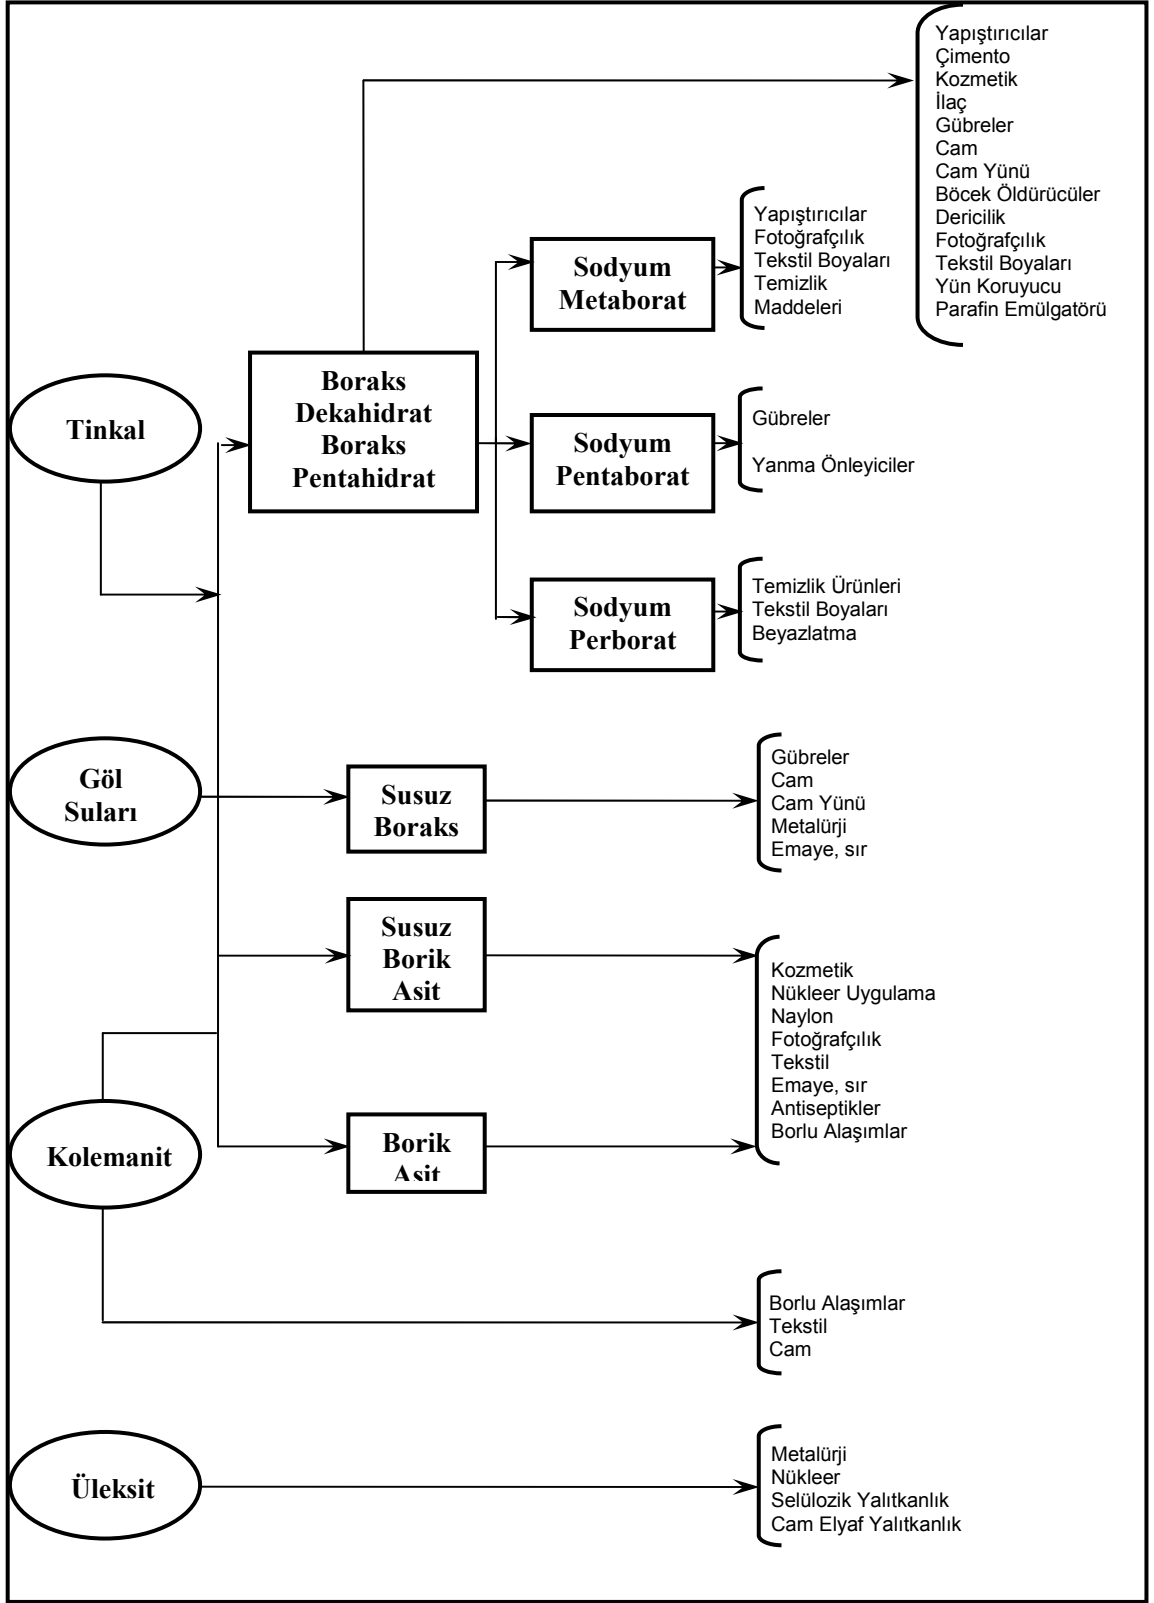 Yapıştırıcılar
Çimento
Kozmetik
İlaç
Gübreler
Cam
Cam Yünü
Böcek Öldürücüler
Dericilik
Fotoğrafçılık
Tekstil Boyaları
Yün Koruyucu
Parafin Emülgatörü
Yapıştırıcılar
Fotoğrafçılık
Tekstil Boyaları
Temizlik
Maddeleri
Sodyum
Metaborat
Tinkal
Boraks
Dekahidrat
Boraks
Pentahidrat
Sodyum
Pentaborat
Gübreler
Yanma Önleyiciler
Sodyum
Perborat
Temizlik Ürünleri
Tekstil Boyaları
Beyazlatma
Göl
Suları
Susuz
Boraks
Gübreler
Cam
Cam Yünü
Metalürji
Emaye, sır
Susuz
Borik
Asit
Kozmetik
Nükleer Uygulama
Naylon
Fotoğrafçılık
Tekstil
Emaye, sır
Antiseptikler
Borlu Alaşımlar
Kolemanit
Borik
Asit
Borlu Alaşımlar
Tekstil
Cam
Üleksit
Metalürji
Nükleer
Selülozik Yalıtkanlık
Cam Elyaf Yalıtkanlık